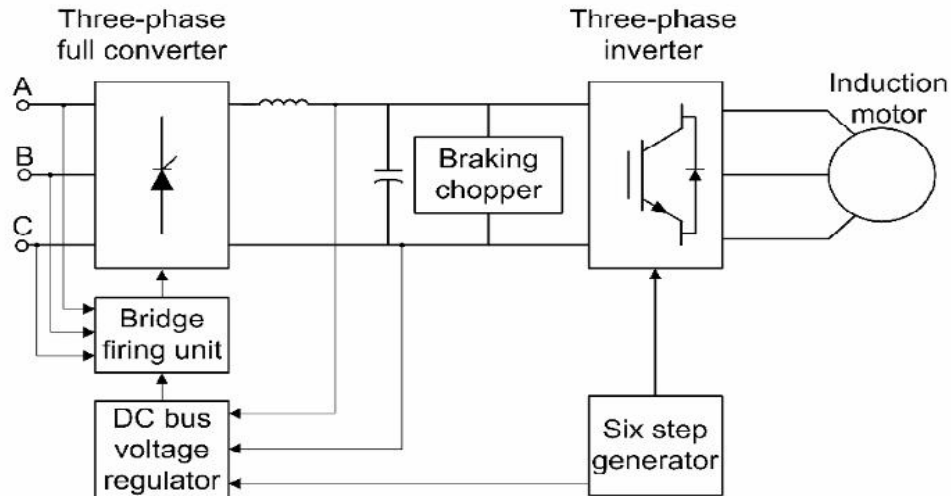 Three-phase
full converter
Three-phase
inverter
Induction
motor
A
B
C
Braking
chopper
Bridge
firing unit
DC bus
voltage
regulator
Six step
generator